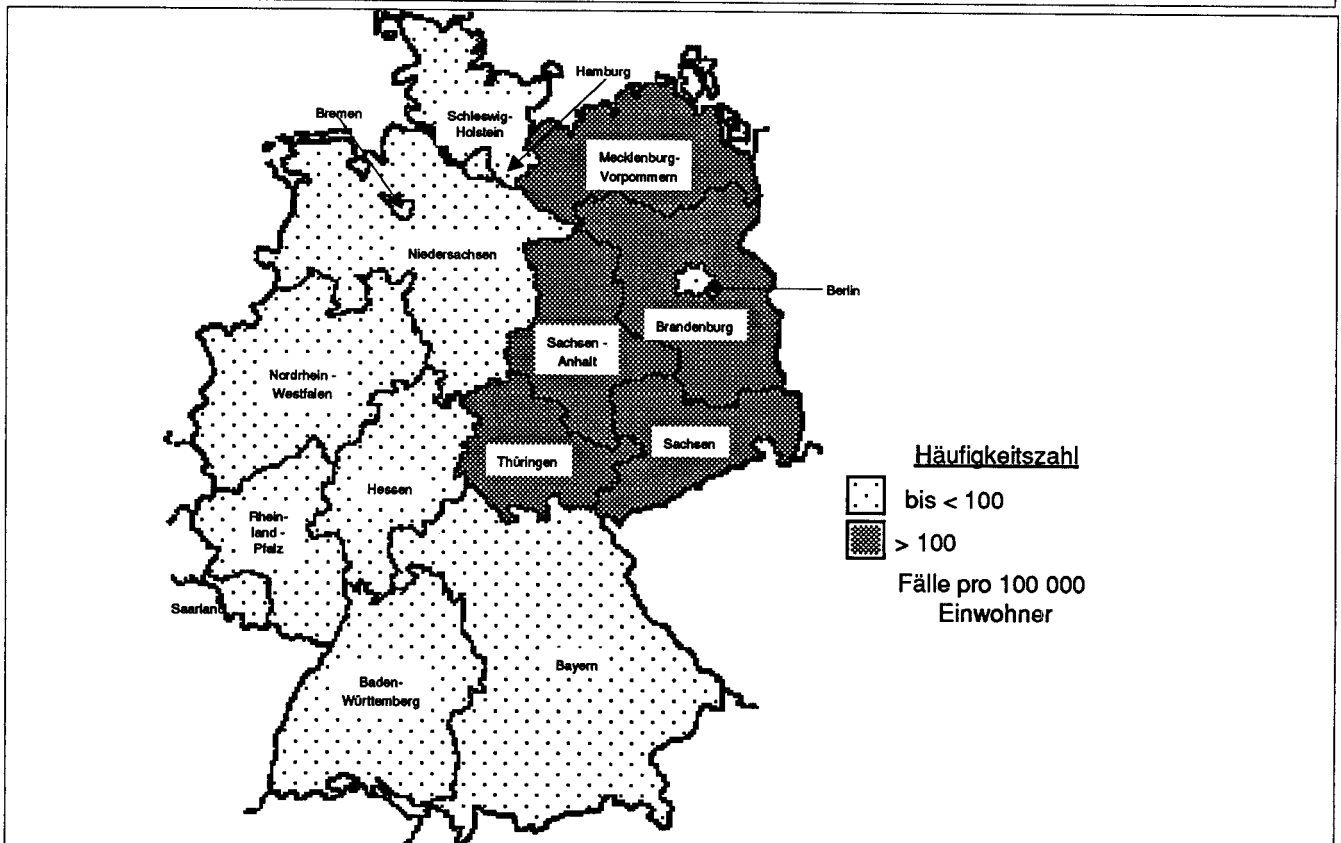 Hamburg
Bremen
Schleswig-
Holstein
Mecklenburg-
Vorpommern
Niedersachsen
Berlin
Brandenburg
Sachsen -
Anhalt
Nordrhein -
Westfalen
Sachsen
Thüringen
Hessen
Rhein-
land -
Pfalz
Saarland
Bayern
Baden-
Württemberg
Häufigkeitszahl
bis < 100
> 100
Fälle pro 100 000
Einwohner